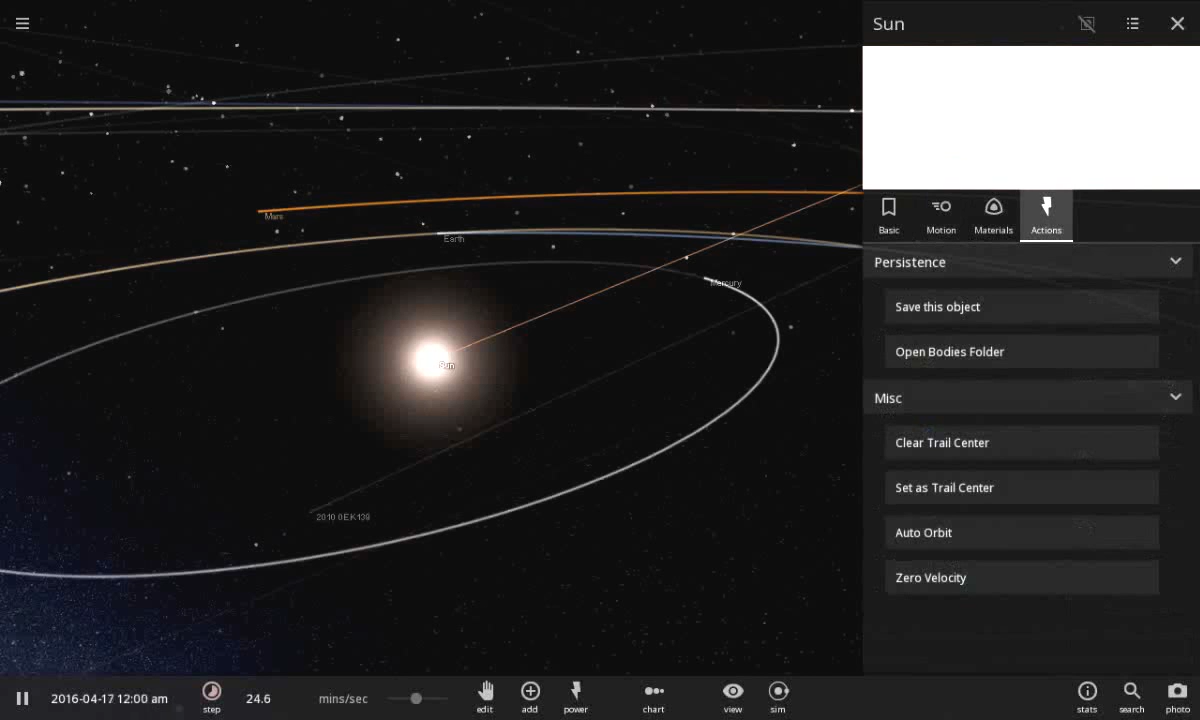 Sun
Mars
Earth
Mercury
Sun
2010 0EK139
Basic
Motion
Materials
Actions
Persistence
Save this object
Open Bodies Folder
Misc
Clear Trail Center
Set as Trail Center
Auto Orbit
Zero Velocity
2016-04-17 12:00 am
step
24.6
mins/sec
edit
add
power
chart
view
sim
stats
search
photo